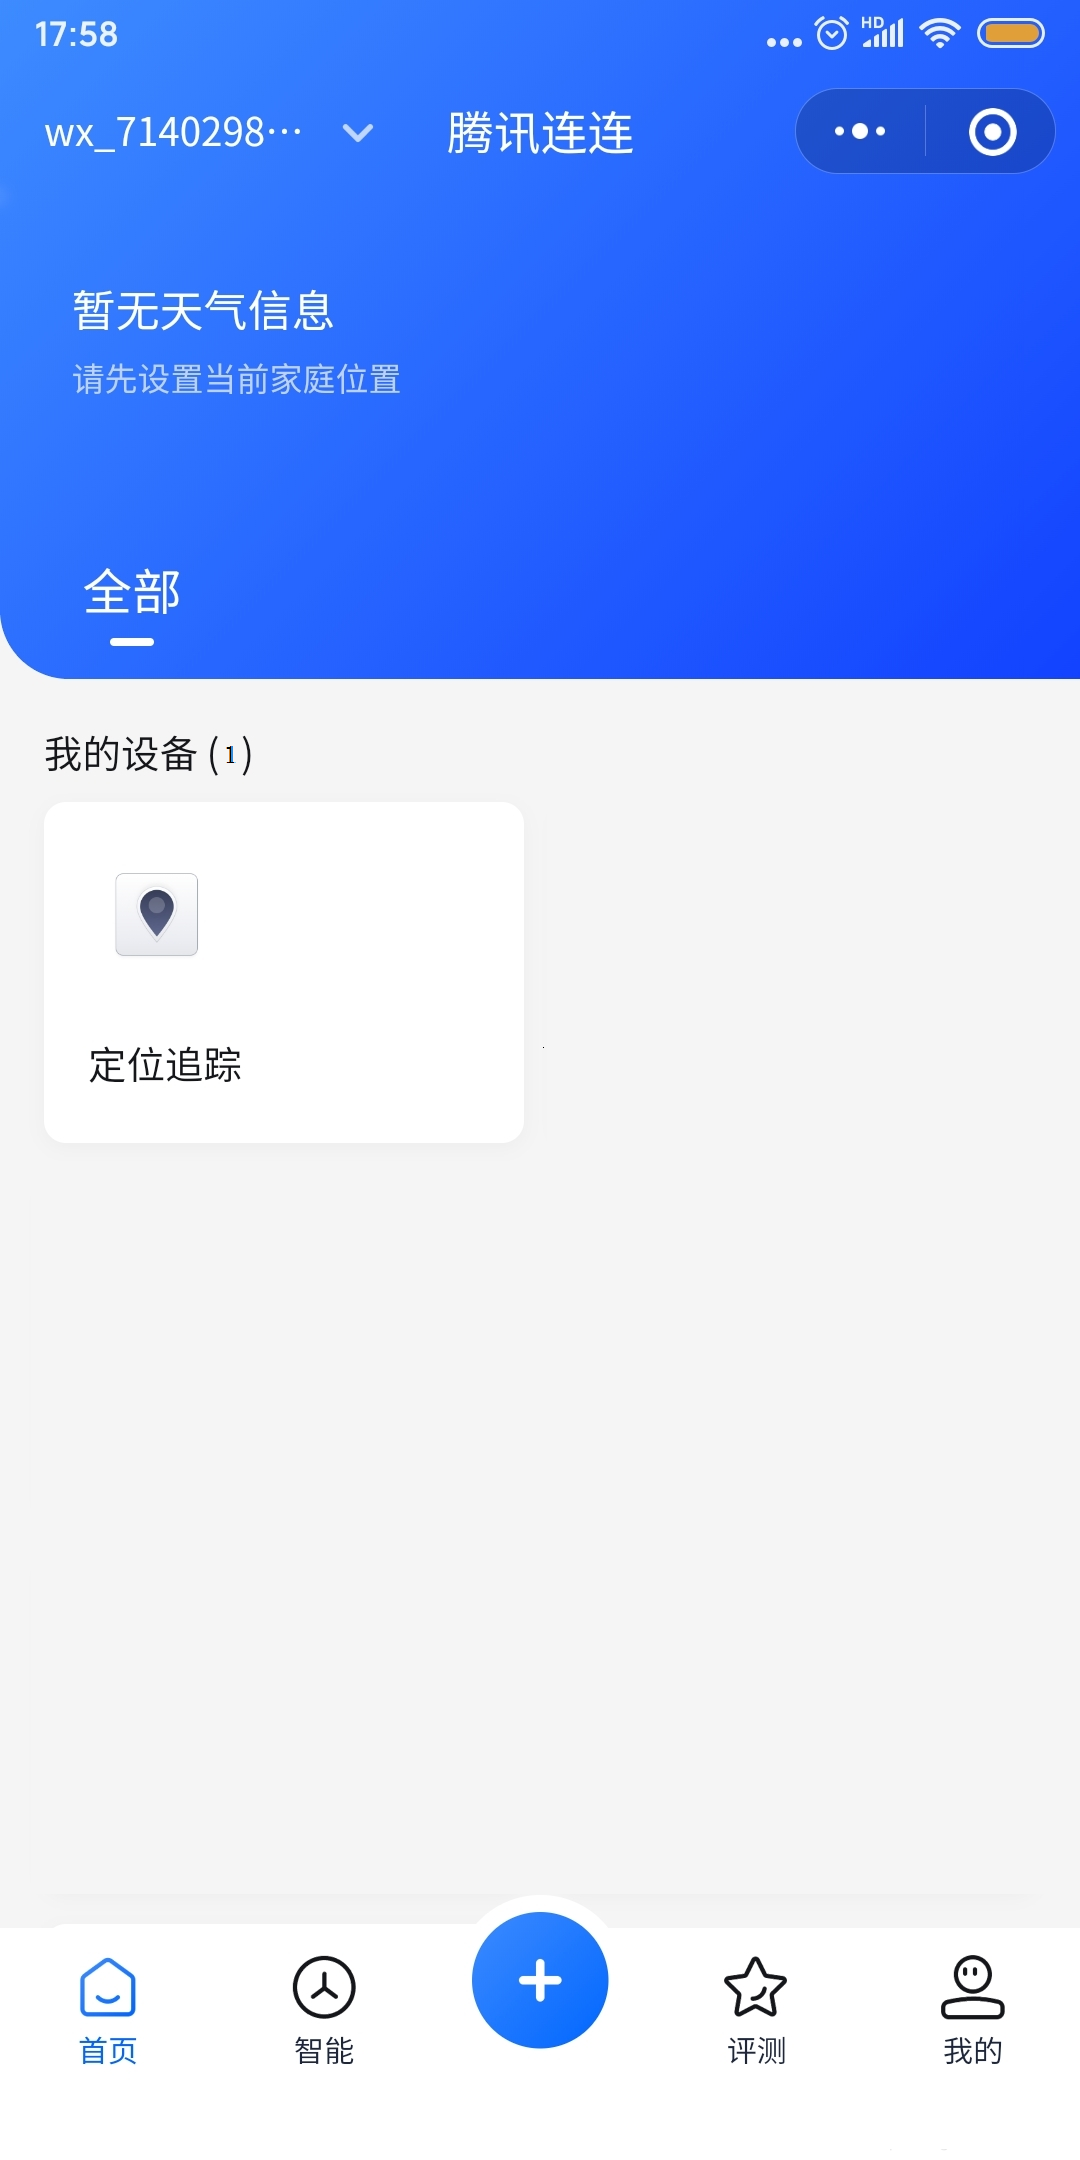 17:58
HD
wx_7140298…
腾讯连连
暂无天气信息
请先设置当前家庭位置
全部
我的设备 (1)
定位追踪
首页
智能
评测
我的